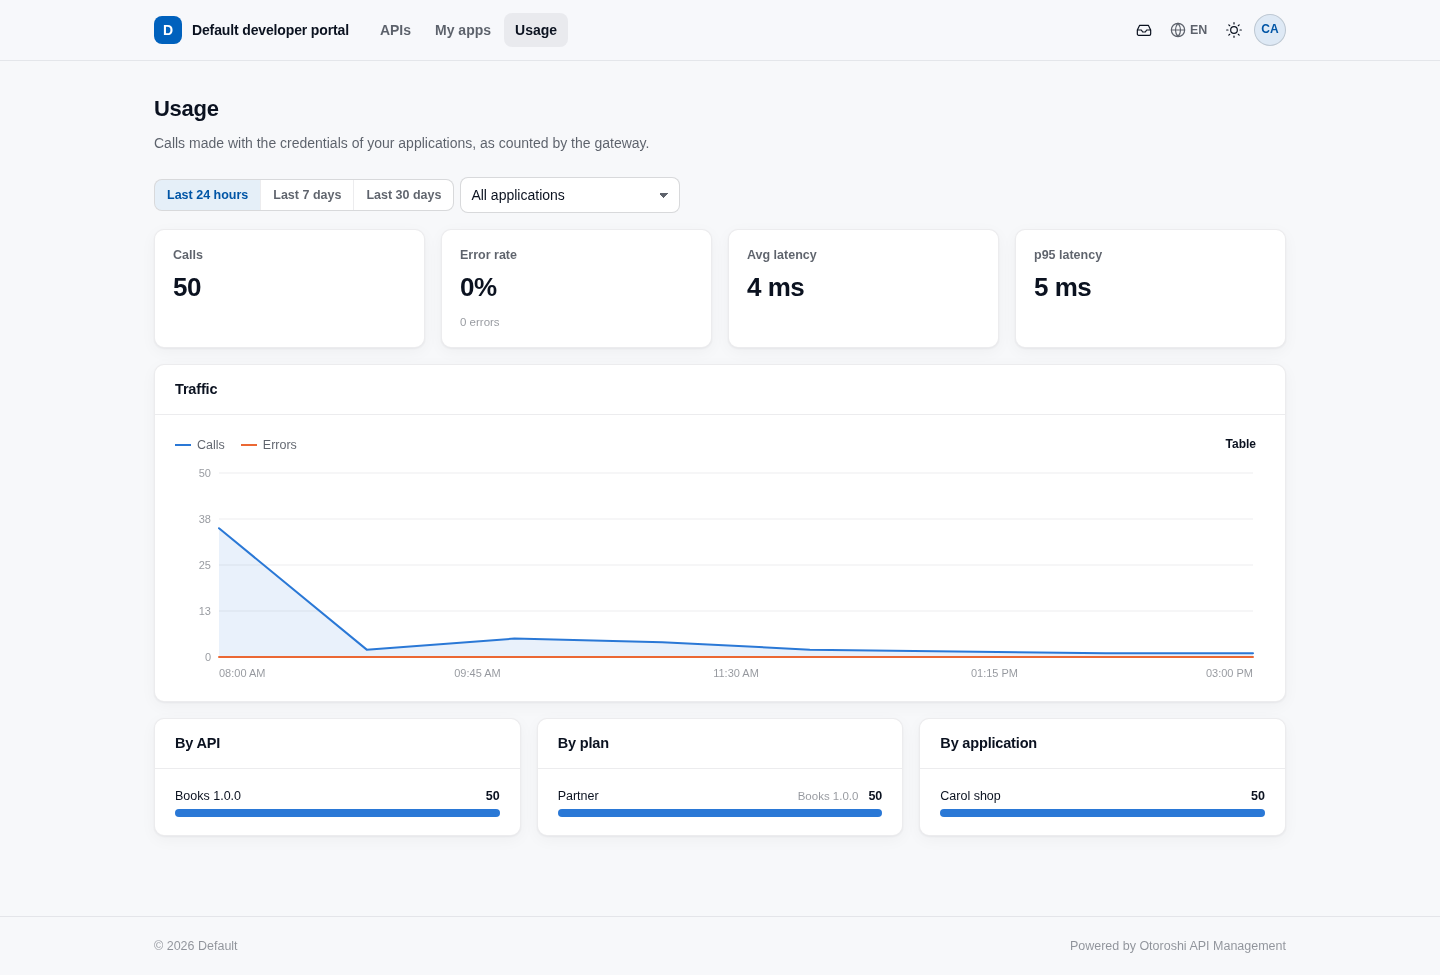 D Default developer portal APIs My apps Usage EN CA
Usage
Calls made with the credentials of your applications, as counted by the gateway.
Last 24 hours Last 7 days Last 30 days All applications
Calls Error rate Avg latency p95 latency
50 0% 4 ms 5 ms
0 errors
Traffic
Calls Errors Table
50
38
25
13
0
08:00 AM 09:45 AM 11:30 AM 01:15 PM 03:00 PM
By API By plan By application
Books 1.0.0 50 Partner Books 1.0.0 50 Carol shop 50
© 2026 Default Powered by Otoroshi API Management